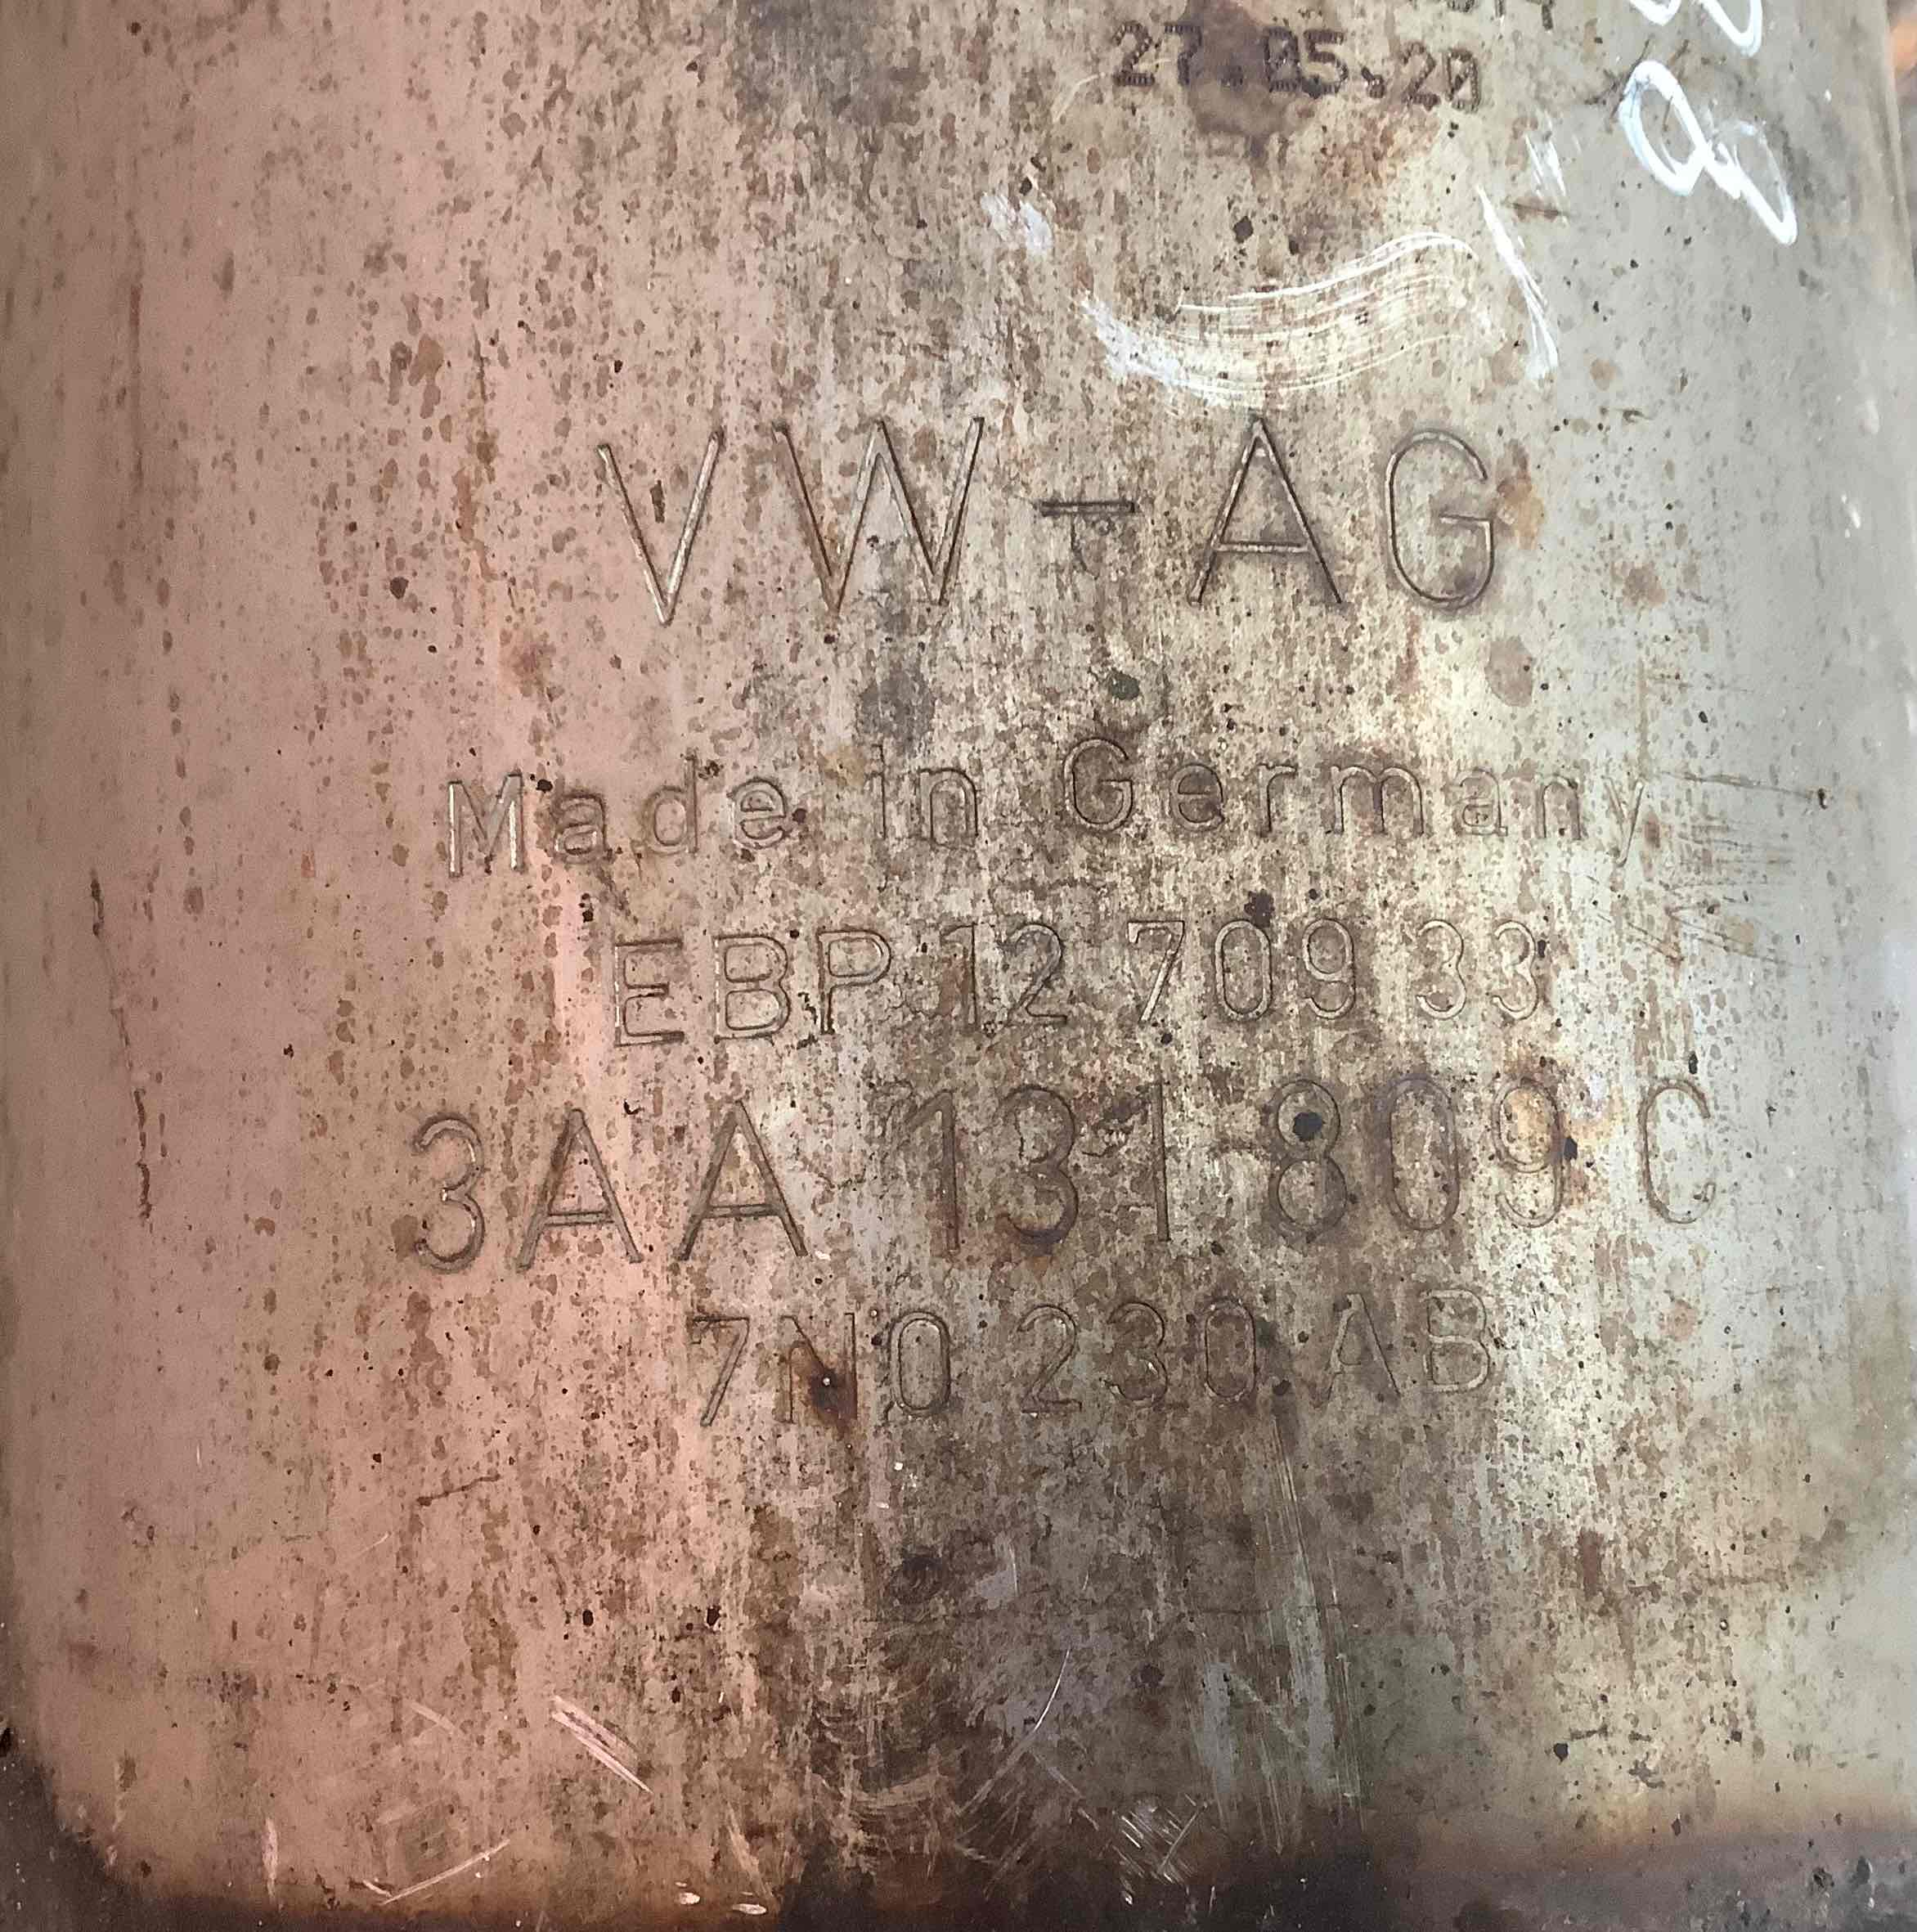 27.05.20
VW-AG
Made in Germany
EBP 12 709 33
3AA 131 809 C
7N0 230 AB